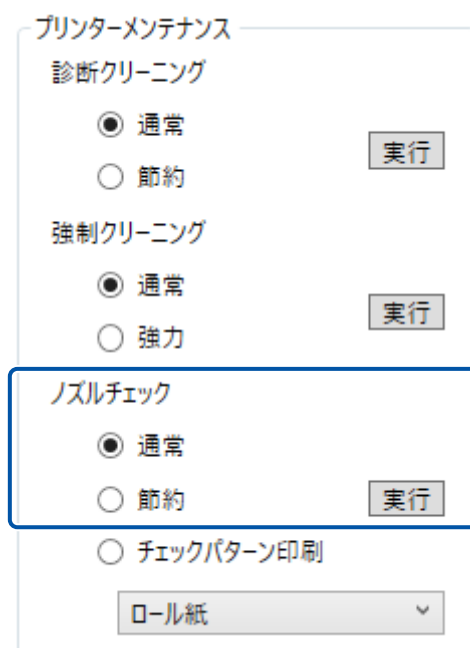 プリンターメンテナンス
診断クリーニング
通常
節約
実行
強制クリーニング
通常
強力
実行
ノズルチェック
通常
節約
実行
チェックパターン印刷
ロール紙